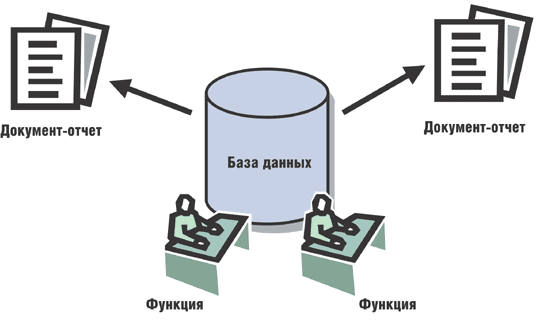 Документ-отчет
Документ-отчет
База данных
Функция
Функция